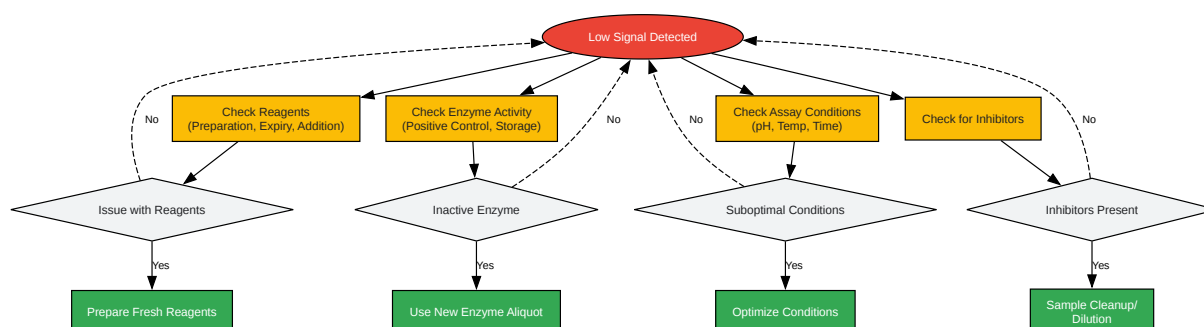 Low Signal Detected
Check Reagents
(Preparation, Expiry, Addition)
Check Enzyme Activity
(Positive Control, Storage)
Check Assay Conditions
(pH, Temp, Time)
Check for Inhibitors
No
No
No
No
Issue with Reagents
Inactive Enzyme
Suboptimal Conditions
Inhibitors Present
Yes
Yes
Yes
Yes
Prepare Fresh Reagents
Use New Enzyme Aliquot
Optimize Conditions
Sample Cleanup/
Dilution